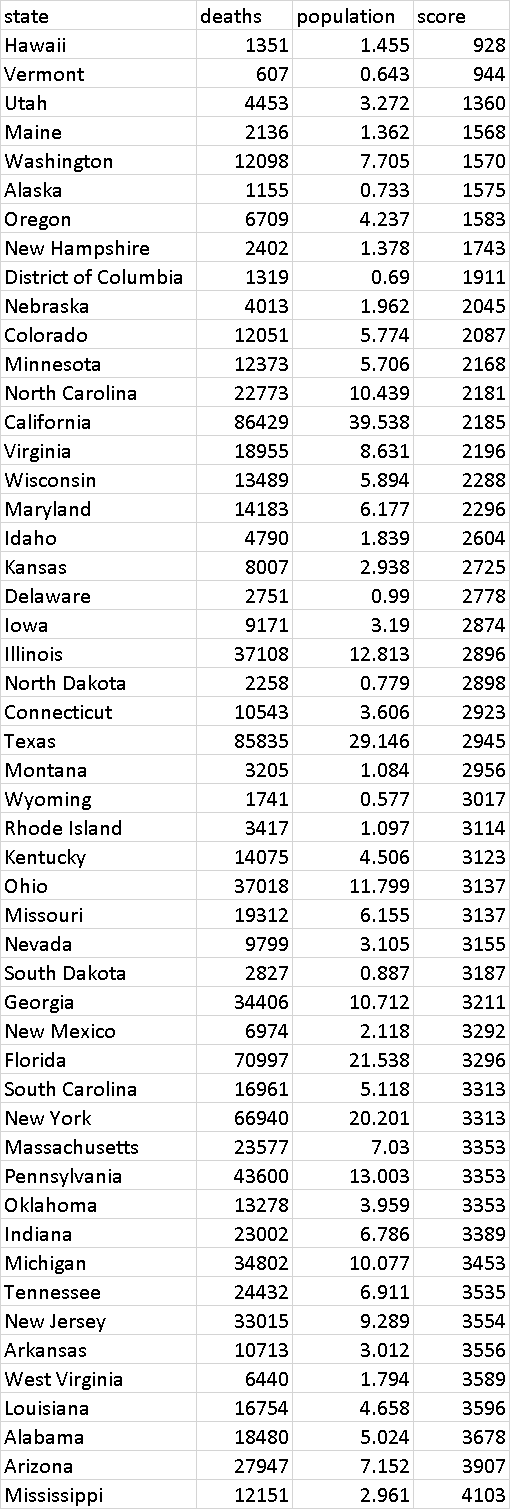 state deaths population score
Hawaii 1351 1.455 928
Vermont 607 0.643 944
Utah 4453 3.272 1360
Maine 2136 1.362 1568
Washington 12098 7.705 1570
Alaska 1155 0.733 1575
Oregon 6709 4.237 1583
New Hampshire 2402 1.378 1743
District of Columbia 1319 0.69 1911
Nebraska 4013 1.962 2045
Colorado 12051 5.774 2087
Minnesota 12373 5.706 2168
North Carolina 22773 10.439 2181
California 86429 39.538 2185
Virginia 18955 8.631 2196
Wisconsin 13489 5.894 2288
Maryland 14183 6.177 2296
Idaho 4790 1.839 2604
Kansas 8007 2.938 2725
Delaware 2751 0.99 2778
Iowa 9171 3.19 2874
Illinois 37108 12.813 2896
North Dakota 2258 0.779 2898
Connecticut 10543 3.606 2923
Texas 85835 29.146 2945
Montana 3205 1.084 2956
Wyoming 1741 0.577 3017
Rhode Island 3417 1.097 3114
Kentucky 14075 4.506 3123
Ohio 37018 11.799 3137
Missouri 19312 6.155 3137
Nevada 9799 3.105 3155
South Dakota 2827 0.887 3187
Georgia 34406 10.712 3211
New Mexico 6974 2.118 3292
Florida 70997 21.538 3296
South Carolina 16961 5.118 3313
New York 66940 20.201 3313
Massachusetts 23577 7.03 3353
Pennsylvania 43600 13.003 3353
Oklahoma 13278 3.959 3353
Indiana 23002 6.786 3389
Michigan 34802 10.077 3453
Tennessee 24432 6.911 3535
New Jersey 33015 9.289 3554
Arkansas 10713 3.012 3556
West Virginia 6440 1.794 3589
Louisiana 16754 4.658 3596
Alabama 18480 5.024 3678
Arizona 27947 7.152 3907
Mississippi 12151 2.961 4103